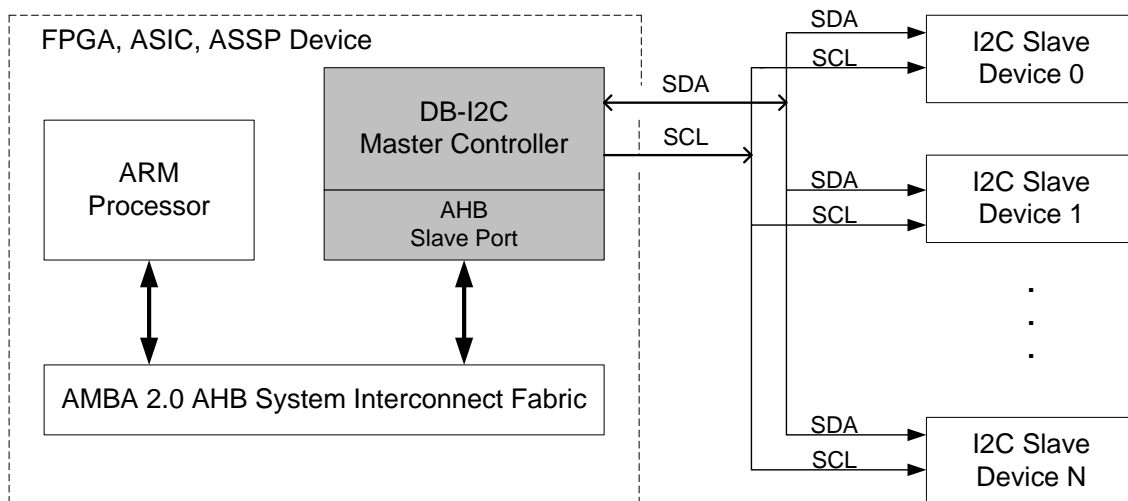 FPGA, ASIC, ASSP Device
ARM
Processor
DB-I2C
Master Controller
AHB
Slave Port
AMBA 2.0 AHB System Interconnect Fabric
SDA
SCL
SDA
SCL
I2C Slave
Device 0
SDA
SCL
I2C Slave
Device 1
.
.
.
SDA
SCL
I2C Slave
Device N